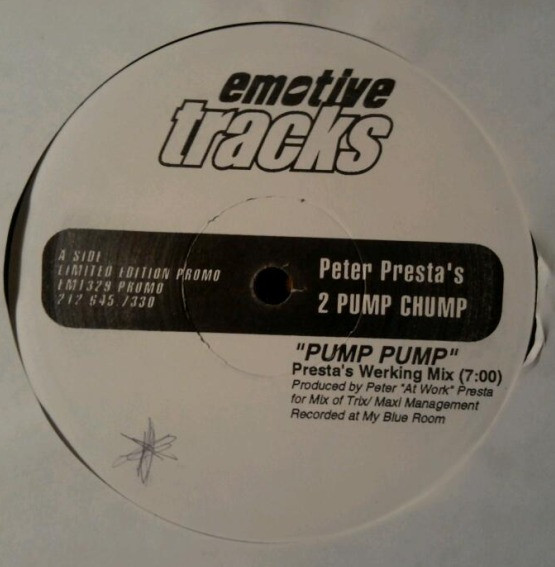 emotive
tracks
A SIDE
LIMITED EDITION PROMO
EM1329 PROMO
212 645 7330
Peter Presta's
2 PUMP CHUMP
"PUMP PUMP"
Presta's Werking Mix (7:00)
Produced by Peter "At Work" Presta
for Mix of Trix/ Maxi Management
Recorded at My Blue Room